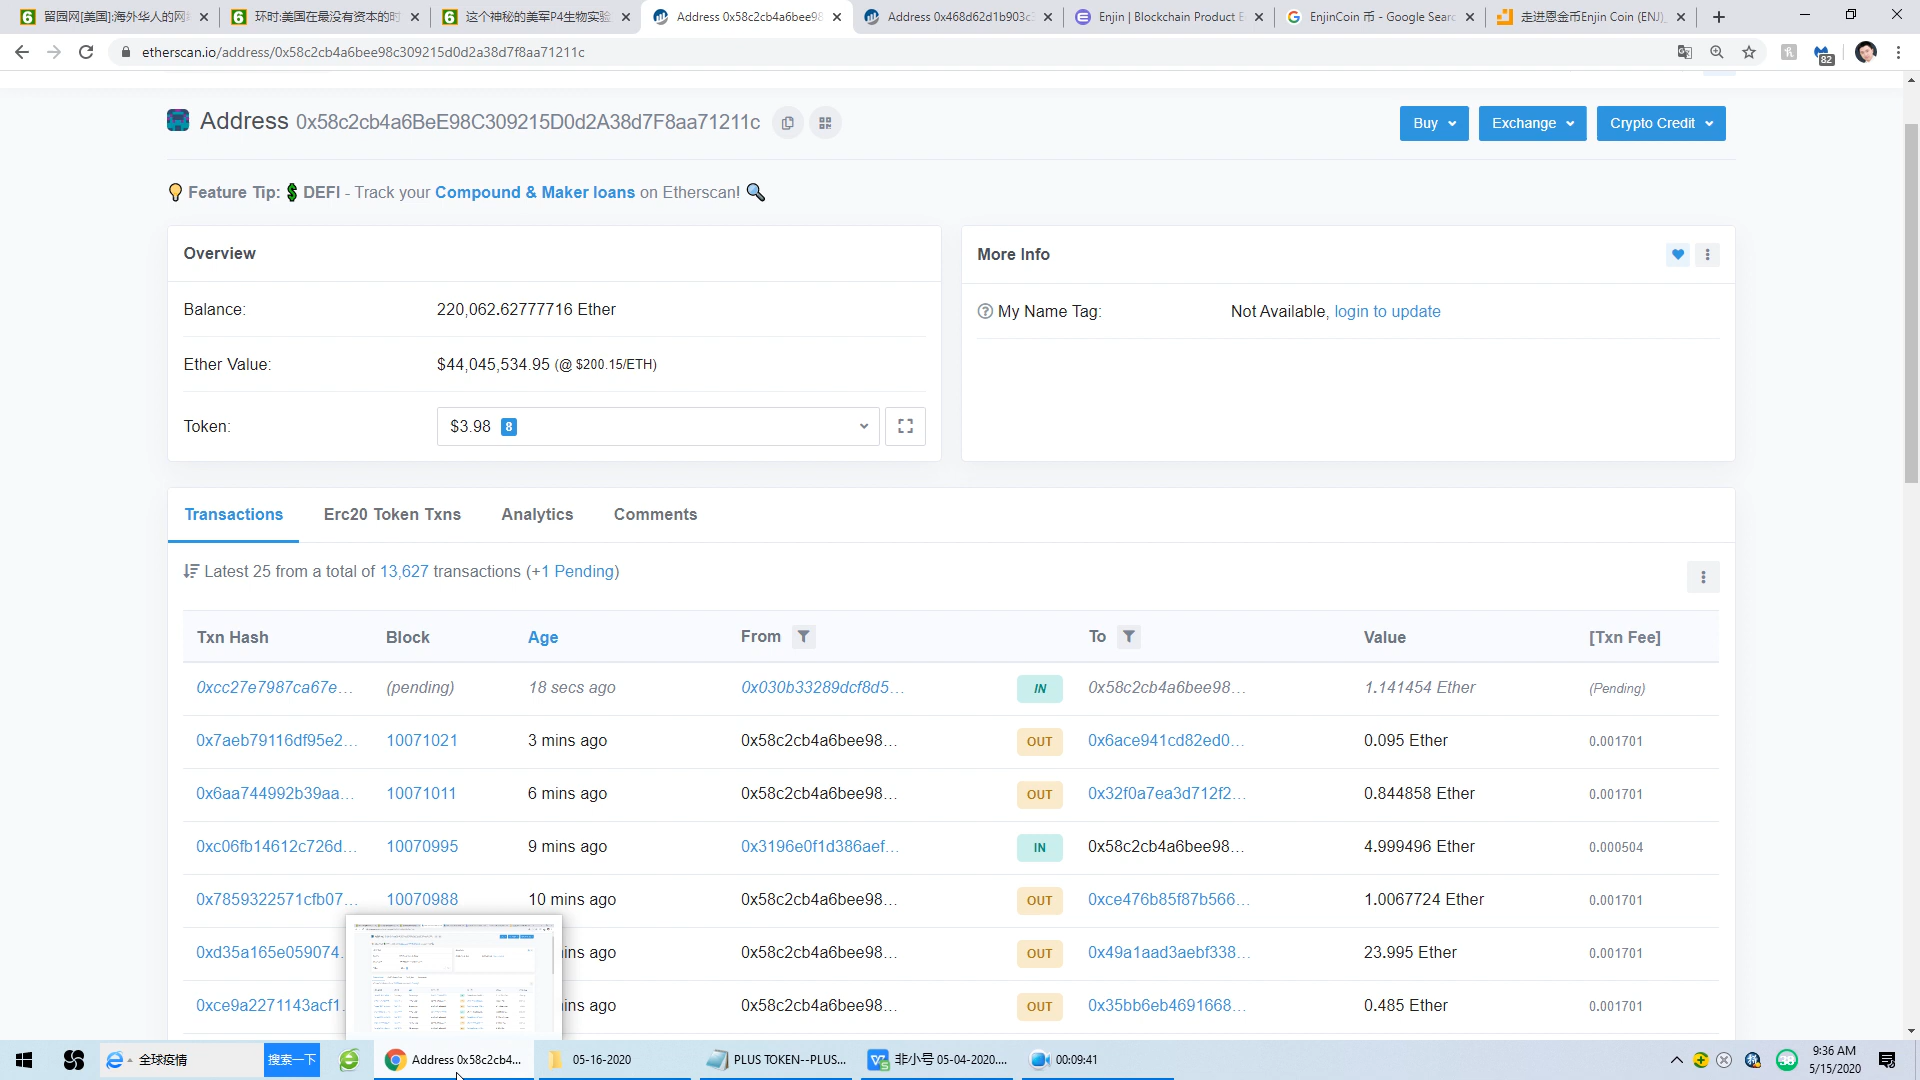 留园网[美国]:海外华人的网
环时:美国在最没有资本的时
这个神秘的美军P4生物实验
Address 0x58c2cb4a6bee98
Address 0x468d62d1b903c
Enjin | Blockchain Product E
EnjinCoin 币 - Google Searc
走进恩金币Enjin Coin (ENJ)
etherscan.io/address/0x58c2cb4a6bee98c309215d0d2a38d7f8aa71211c
82
Address 0x58c2cb4a6BeE98C309215D0d2A38d7F8aa71211c
Buy
Exchange
Crypto Credit
Feature Tip: DEFI - Track your Compound & Maker loans on Etherscan!
Overview
Balance: 220,062.62777716 Ether
Ether Value: $44,045,534.95 (@ $200.15/ETH)
Token: $3.98 8
More Info
My Name Tag: Not Available, login to update
Transactions Erc20 Token Txns Analytics Comments
Latest 25 from a total of 13,627 transactions (+1 Pending)
Txn Hash Block Age From To Value [Txn Fee]
0xcc27e7987ca67e... (pending) 18 secs ago 0x030b33289dcf8d5... IN 0x58c2cb4a6bee98... 1.141454 Ether (Pending)
0x7aeb79116df95e2... 10071021 3 mins ago 0x58c2cb4a6bee98... OUT 0x6ace941cd82ed0... 0.095 Ether 0.001701
0x6aa744992b39aa... 10071011 6 mins ago 0x58c2cb4a6bee98... OUT 0x32f0a7ea3d712f2... 0.844858 Ether 0.001701
0xc06fb14612c726d... 10070995 9 mins ago 0x3196e0f1d386aef... IN 0x58c2cb4a6bee98... 4.999496 Ether 0.000504
0x7859322571cfb07... 10070988 10 mins ago 0x58c2cb4a6bee98... OUT 0xce476b85f87b566... 1.0067724 Ether 0.001701
0xd35a165e059074. ins ago 0x58c2cb4a6bee98... OUT 0x49a1aad3aebf338... 23.995 Ether 0.001701
0xce9a2271143acf1. ins ago 0x58c2cb4a6bee98... OUT 0x35bb6eb4691668... 0.485 Ether 0.001701
全球疫情
搜索一下
Address 0x58c2cb4...
05-16-2020
PLUS TOKEN--PLUS...
非小号 05-04-2020....
00:09:41
9:36 AM
5/15/2020